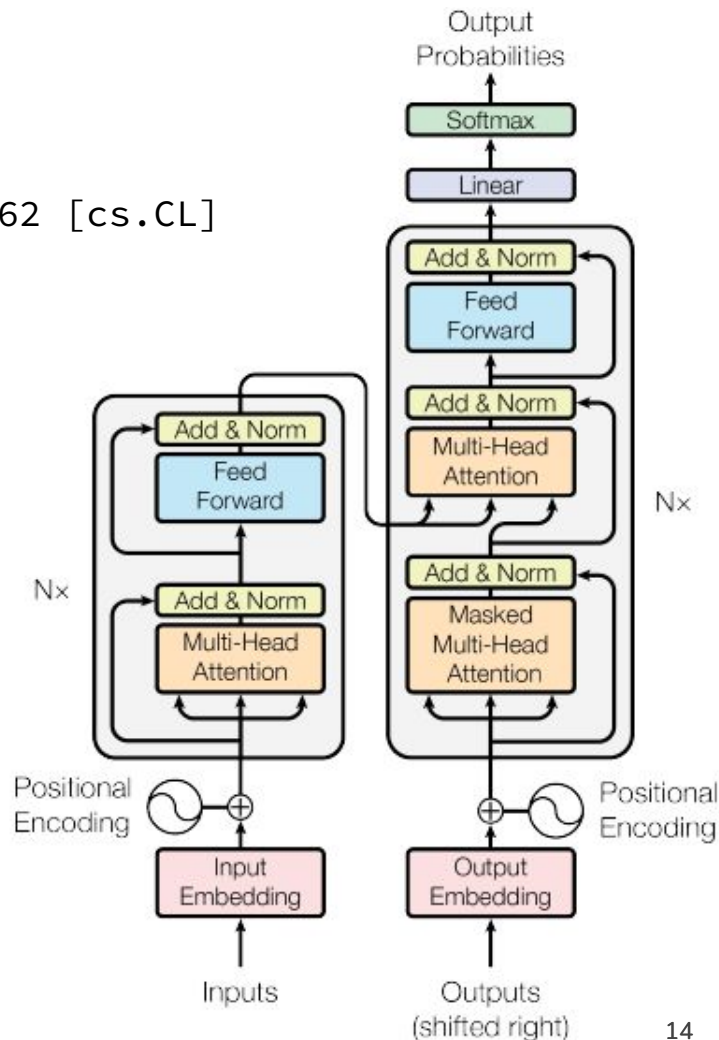 62 [cs.CL]
Output
Probabilities
Softmax
Linear
Add & Norm
Feed
Forward
Add & Norm
Multi-Head
Attention
Add & Norm
Masked
Multi-Head
Attention
Nx
Positional
Encoding
Output
Embedding
Outputs
(shifted right)
Add & Norm
Feed
Forward
Add & Norm
Multi-Head
Attention
Nx
Positional
Encoding
Input
Embedding
Inputs
14